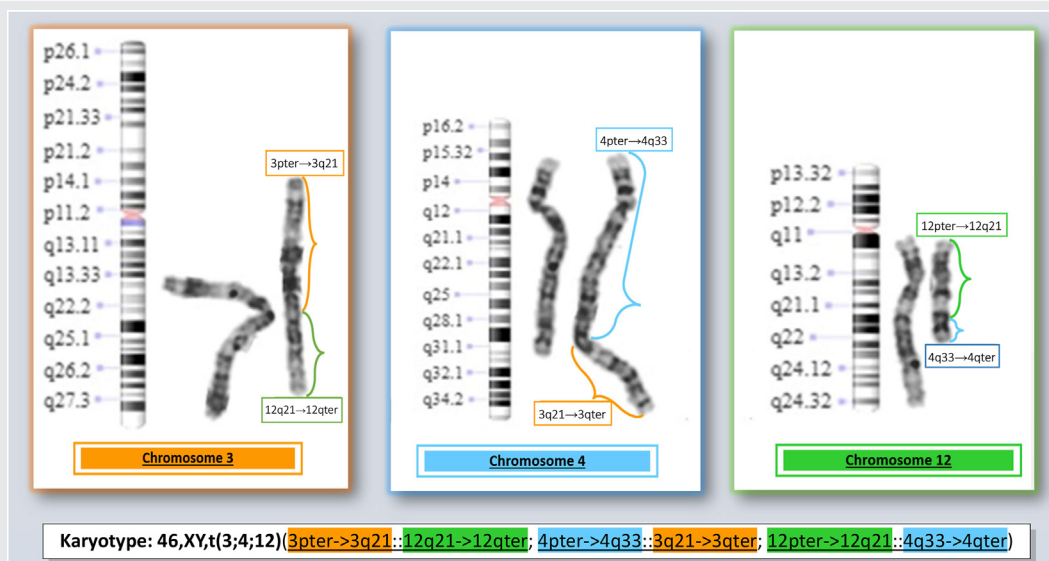 p26.1
p24.2
p21.33
p21.2
p14.1
p11.2
q13.11
q13.33
q22.2
q25.1
q26.2
q27.3
3pter→3q21
12q21→12qter
Chromosome 3
p16.2
p15.32
p14
q12
q21.1
q22.1
q25
q28.1
q31.1
q32.1
q34.2
4pter→4q33
3q21→3qter
Chromosome 4
p13.32
p12.2
q11
q13.2
q21.1
q22
q24.12
q24.32
12pter→12q21
4q33→4qter
Chromosome 12
Karyotype: 46,XY,t(3;4;12)(3pter->3q21::12q21->12qter; 4pter->4q33::3q21->3qter; 12pter->12q21::4q33->4qter)